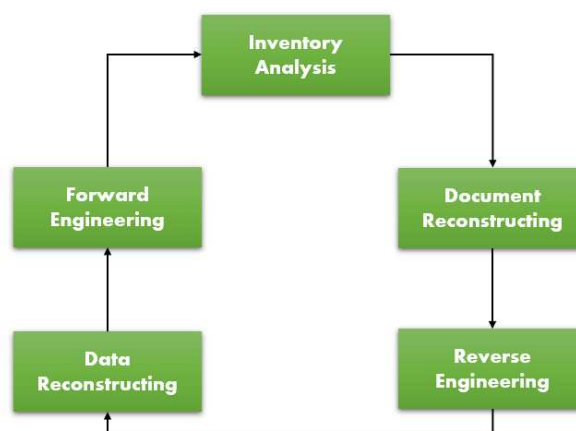 Inventory
Analysis
Forward
Engineering
Document
Reconstructing
Data
Reconstructing
Reverse
Engineering